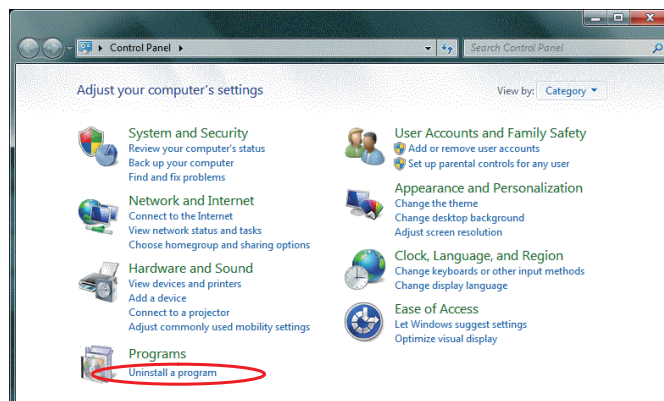 Control Panel
Search Control Panel
Adjust your computer's settings
View by: Category
System and Security
Review your computer's status
Back up your computer
Find and fix problems
Network and Internet
Connect to the Internet
View network status and tasks
Choose homegroup and sharing options
Hardware and Sound
View devices and printers
Add a device
Connect to a projector
Adjust commonly used mobility settings
Programs
Uninstall a program
User Accounts and Family Safety
Add or remove user accounts
Set up parental controls for any user
Appearance and Personalization
Change the theme
Change desktop background
Adjust screen resolution
Clock, Language, and Region
Change keyboards or other input methods
Change display language
Ease of Access
Let Windows suggest settings
Optimize visual display